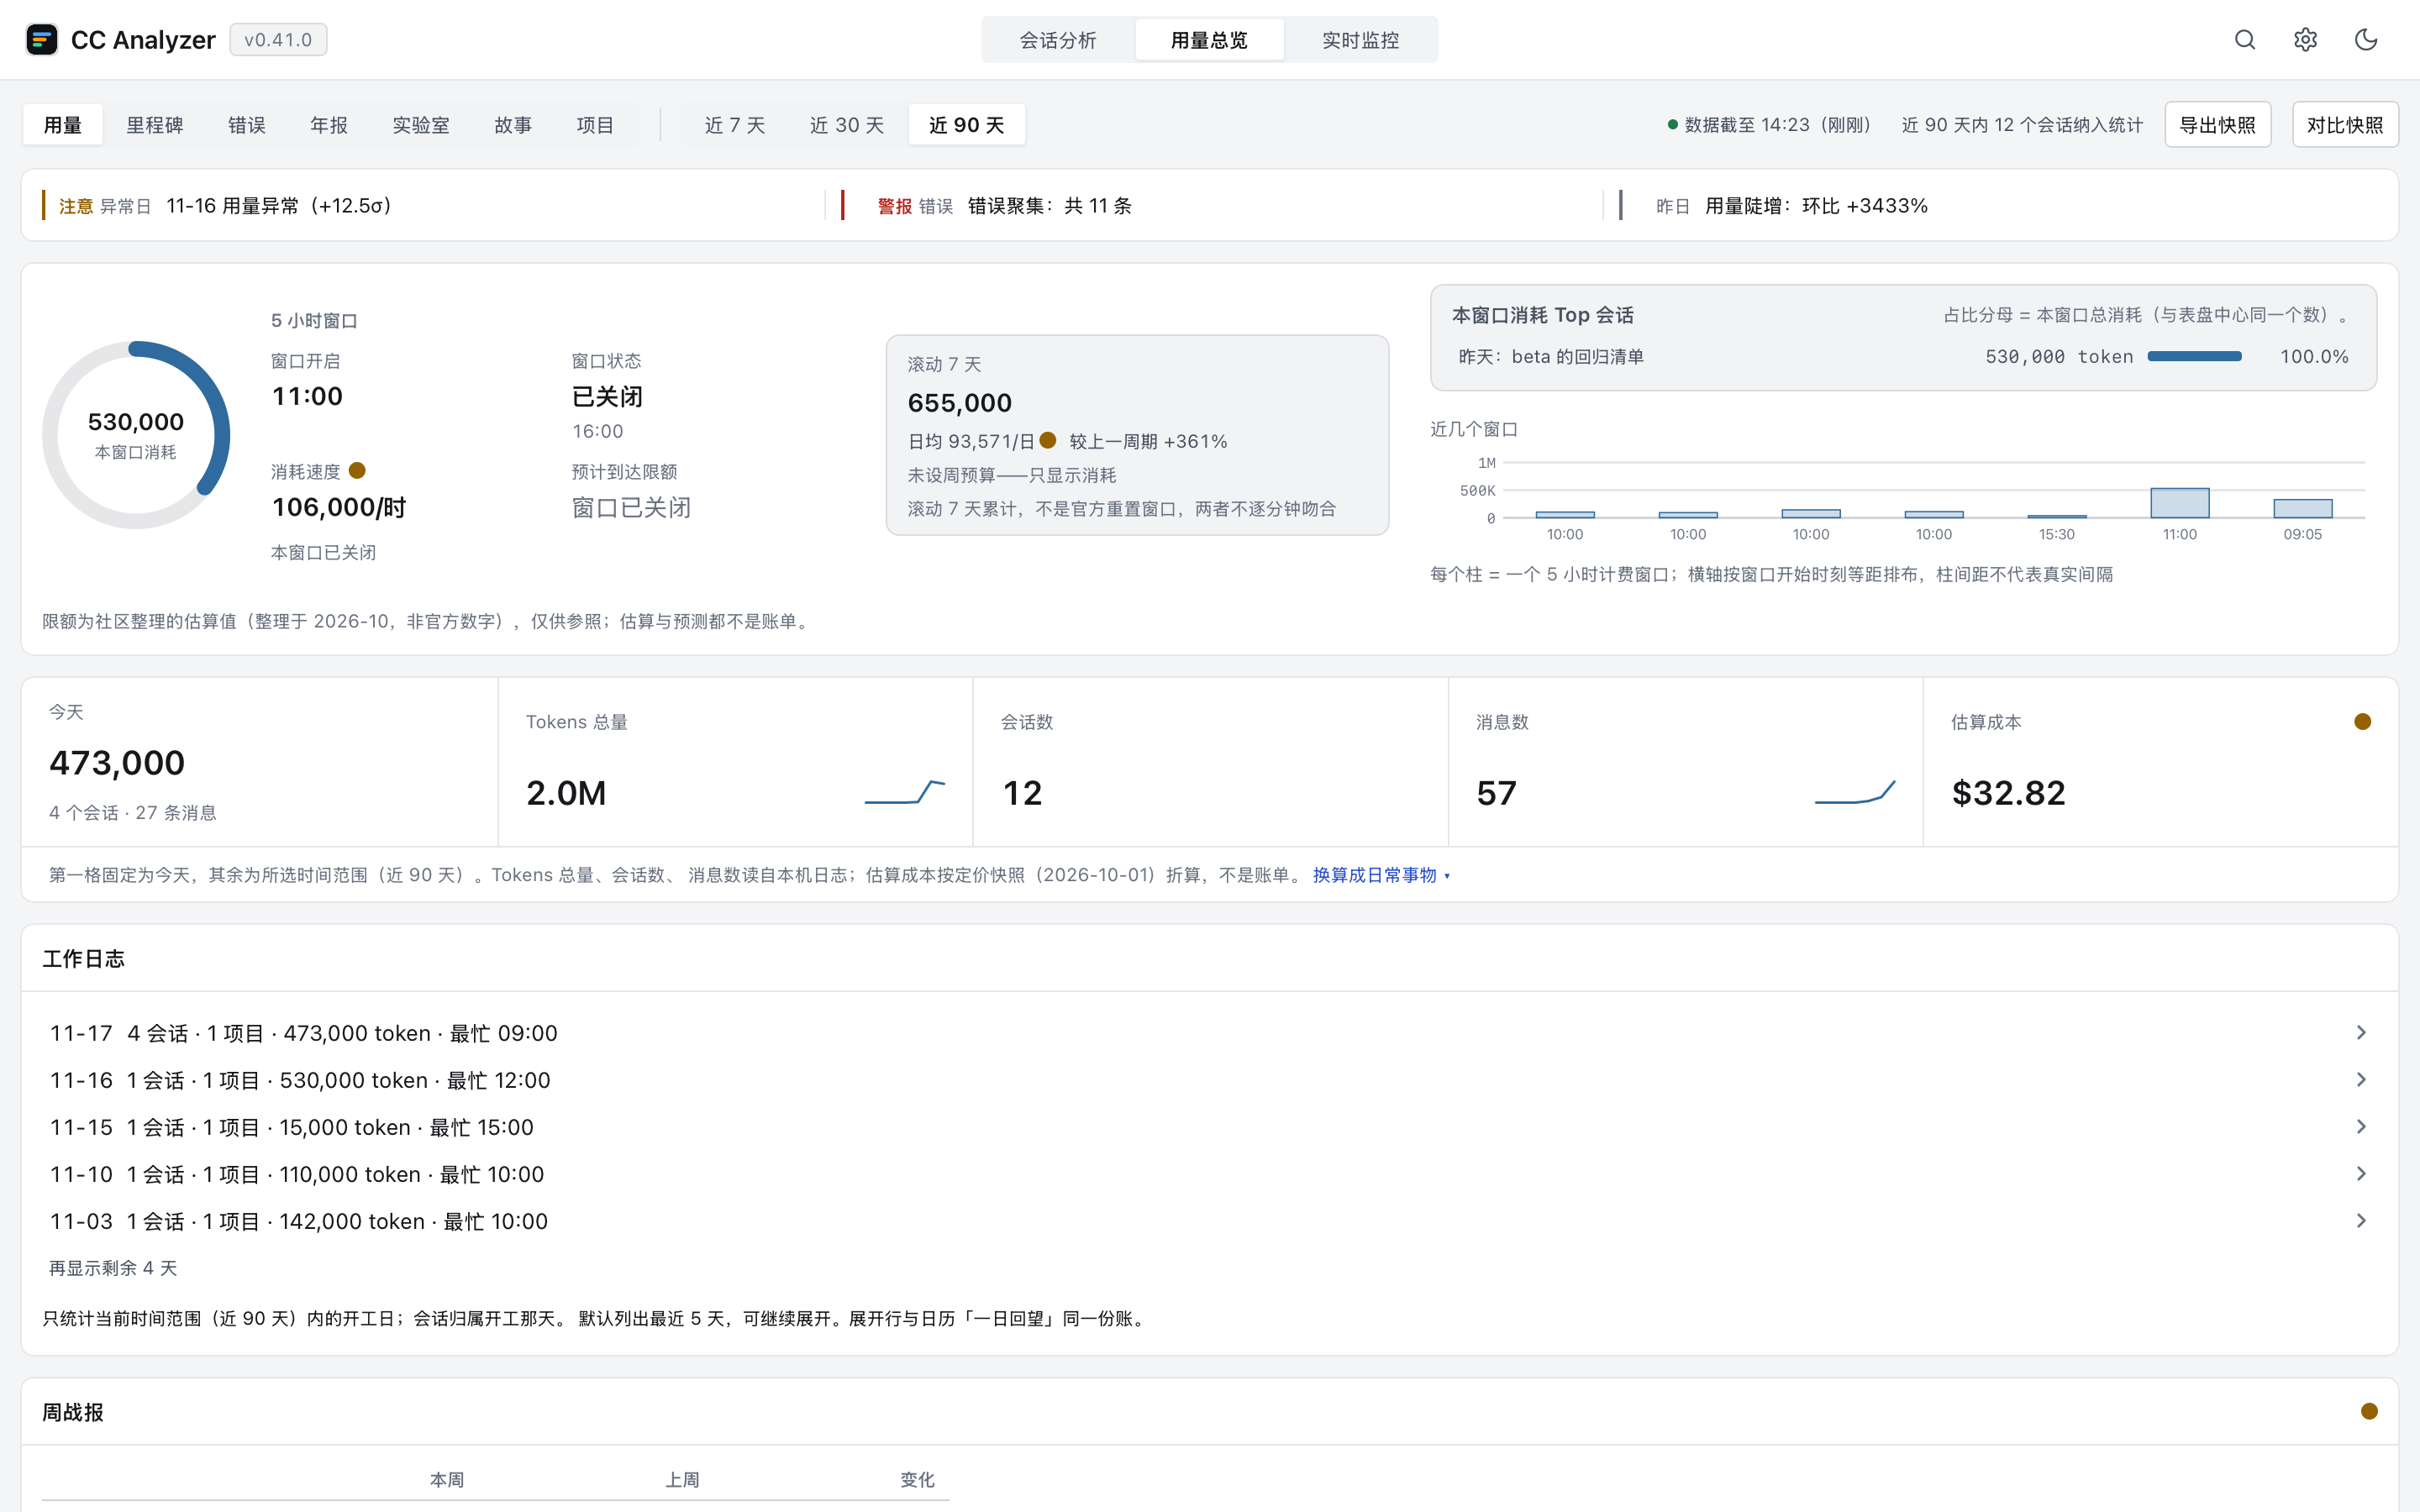 CC Analyzer v0.41.0
会话分析 用量总览 实时监控
用量 里程碑 错误 年报 实验室 故事 项目 近 7 天 近 30 天 近 90 天
数据截至 14:23（刚刚） 近 90 天内 12 个会话纳入统计 导出快照 对比快照
注意 异常日 11-16 用量异常（+12.5σ）
警报 错误 错误聚集：共 11 条
昨日 用量陡增：环比 +3433%
530,000
本窗口消耗
5 小时窗口
窗口开启
11:00
窗口状态
已关闭
16:00
消耗速度
106,000/时
本窗口已关闭
预计到达限额
窗口已关闭
滚动 7 天
655,000
日均 93,571/日 较上一周期 +361%
未设周预算——只显示消耗
滚动 7 天累计，不是官方重置窗口，两者不逐分钟吻合
本窗口消耗 Top 会话 占比分母 = 本窗口总消耗（与表盘中心同一个数）。
昨天：beta 的回归清单 530,000 token 100.0%
近几个窗口
1M
500K
0
10:00 10:00 10:00 10:00 15:30 11:00 09:05
每个柱 = 一个 5 小时计费窗口；横轴按窗口开始时刻等距排布，柱间距不代表真实间隔
限额为社区整理的估算值（整理于 2026-10，非官方数字），仅供参照；估算与预测都不是账单。
今天
473,000
4 个会话 · 27 条消息
Tokens 总量
2.0M
会话数
12
消息数
57
估算成本
$32.82
第一格固定为今天，其余为所选时间范围（近 90 天）。Tokens 总量、会话数、 消息数读自本机日志；估算成本按定价快照（2026-10-01）折算，不是账单。 换算成日常事物 ▾
工作日志
11-17 4 会话 · 1 项目 · 473,000 token · 最忙 09:00
11-16 1 会话 · 1 项目 · 530,000 token · 最忙 12:00
11-15 1 会话 · 1 项目 · 15,000 token · 最忙 15:00
11-10 1 会话 · 1 项目 · 110,000 token · 最忙 10:00
11-03 1 会话 · 1 项目 · 142,000 token · 最忙 10:00
再显示剩余 4 天
只统计当前时间范围（近 90 天）内的开工日；会话归属开工那天。 默认列出最近 5 天，可继续展开。展开行与日历「一日回望」同一份账。
周战报
本周 上周 变化